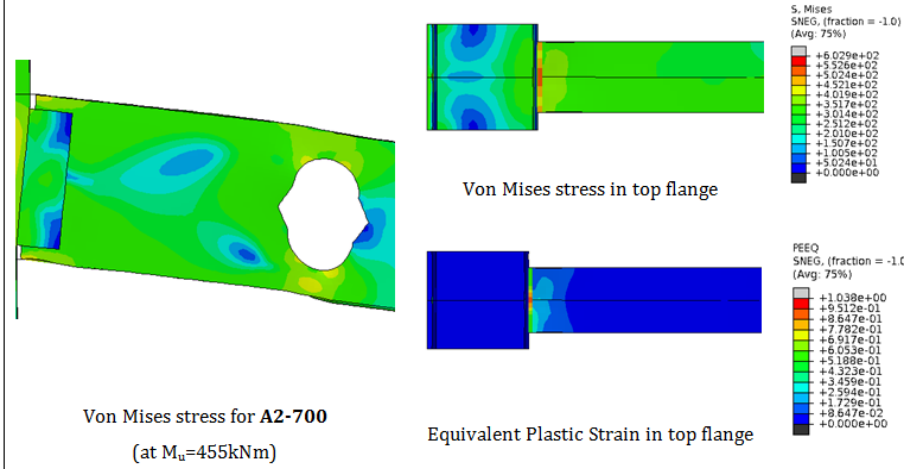 S, Mises
SNEG, (fraction = -1.0)
(Avg: 75%)
+6.029e+02
+5.526e+02
+5.024e+02
+4.521e+02
+4.019e+02
+3.517e+02
+3.014e+02
+2.512e+02
+2.010e+02
+1.507e+02
+1.005e+02
+5.024e+01
+0.000e+00
Von Mises stress in top flange
PEEQ
SNEG, (fraction = -1.0
(Avg: 75%)
+1.038e+00
+9.512e-01
+8.647e-01
+7.782e-01
+6.917e-01
+6.053e-01
+5.188e-01
+4.323e-01
+3.459e-01
+2.594e-01
+1.729e-01
+8.647e-02
+0.000e+00
Von Mises stress for A2-700
(at Mu=455kNm)
Equivalent Plastic Strain in top flange